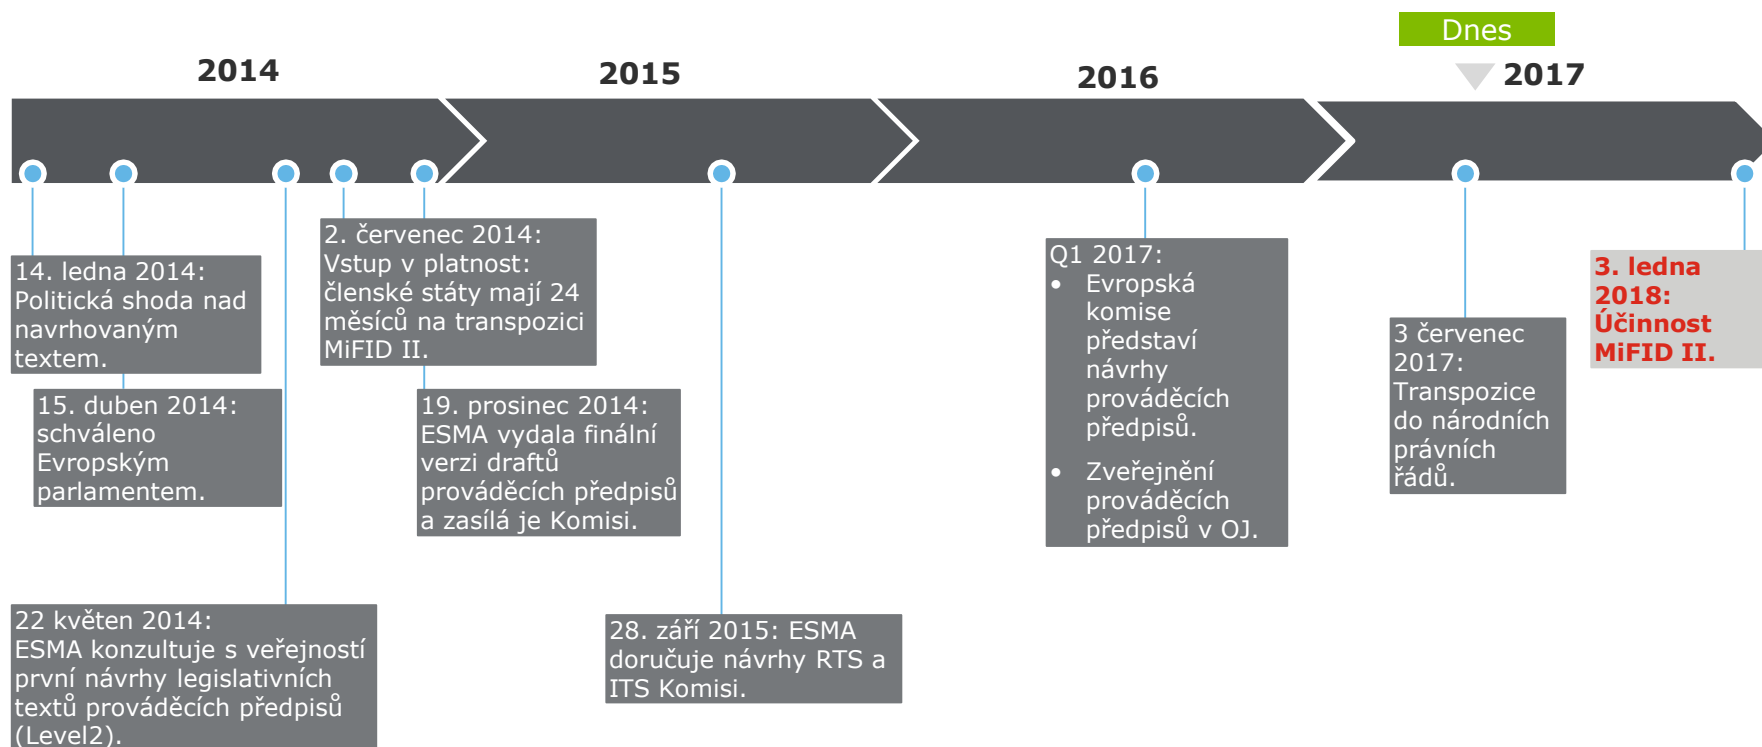 Dnes
2014
2015
2016
2017
14. ledna 2014:
Politická shoda nad
navrhovaným
textem.
15. duben 2014:
schváleno
Evropským
parlamentem.
22 květen 2014:
ESMA konzultuje s veřejností
první návrhy legislativních
textů prováděcích předpisů
(Level2).
2. červenec 2014:
Vstup v platnost:
členské státy mají 24
měsíců na transpozici
MiFID II.
19. prosinec 2014:
ESMA vydala finální
verzi draftů
prováděcích předpisů
a zasílá je Komisi.
28. září 2015: ESMA
doručuje návrhy RTS a
ITS Komisi.
Q1 2017:
• Evropská
komise
představí
návrhy
prováděcích
předpisů.
• Zveřejnění
prováděcích
předpisů v OJ.
3 červenec
2017:
Transpozice
do národních
právních
řádů.
3. ledna
2018:
Účinnost
MiFID II.